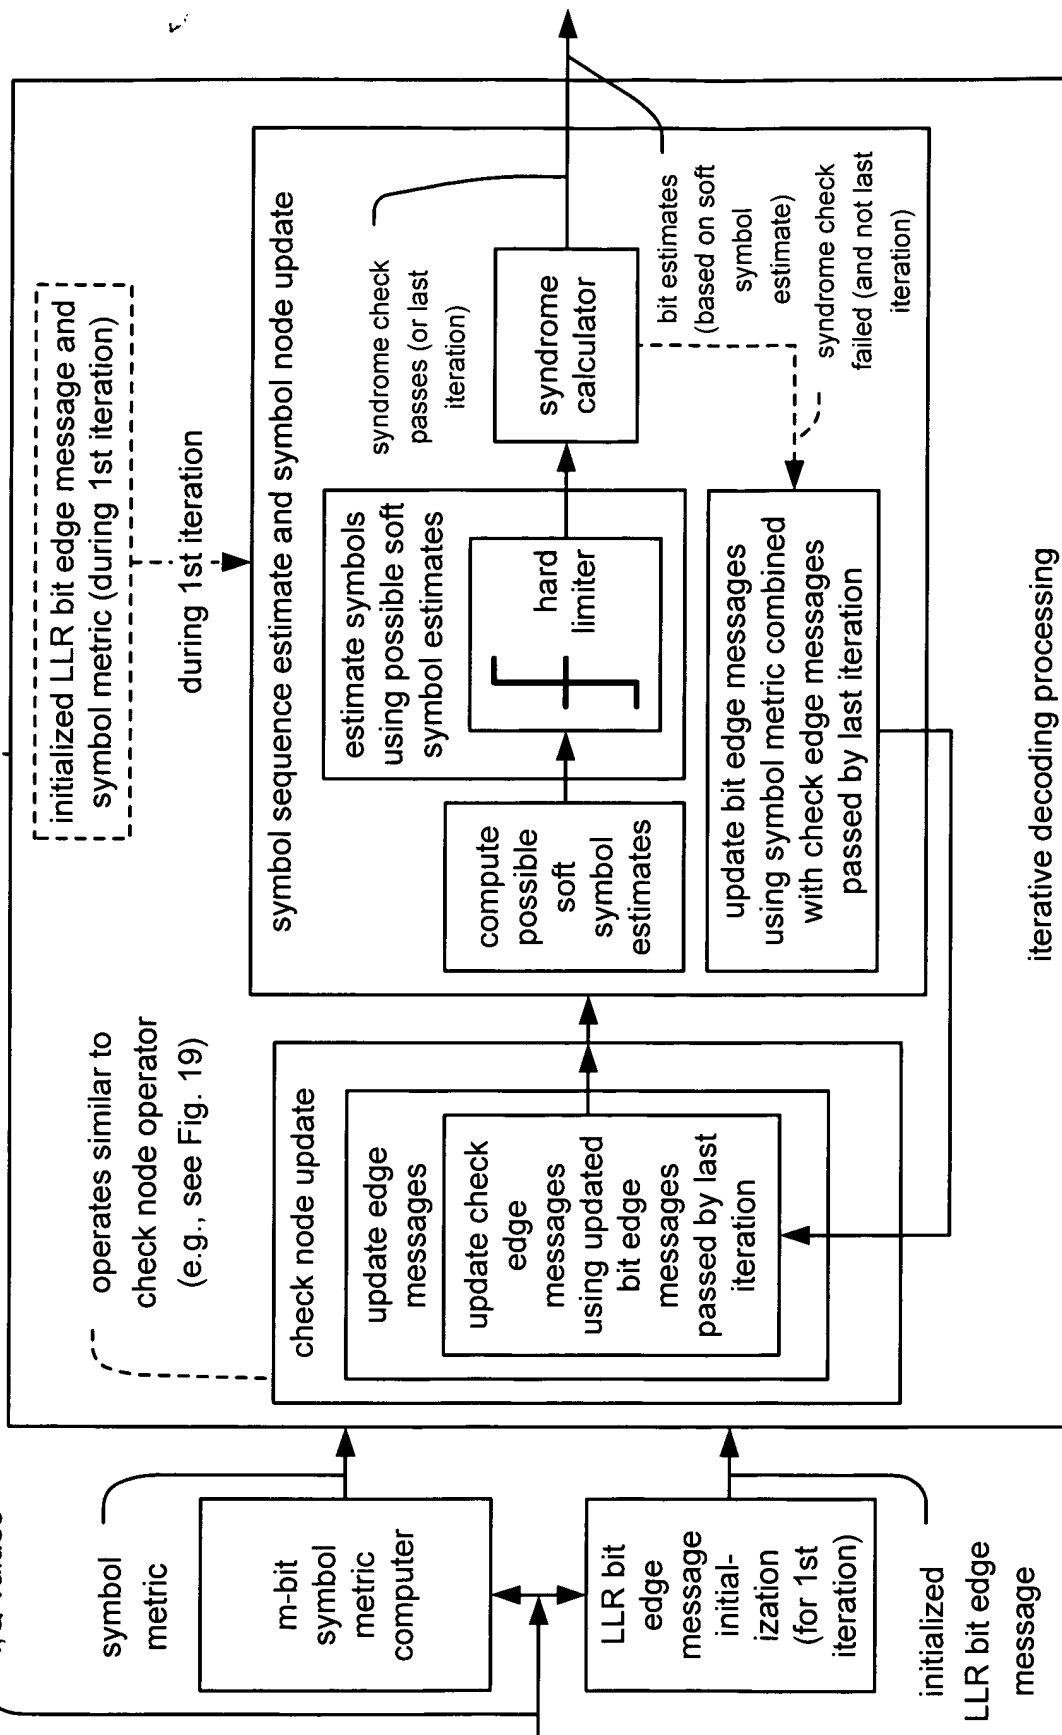 I, Q values
symbol
metric
m-bit
symbol
metric
computer
LLR bit
edge
message
initial-
ization
(for 1st
iteration)
initialized
LLR bit edge
message
operates similar to
check node operator
(e.g., see Fig. 19)
check node update
update edge
messages
update check
edge
messages
using updated
bit edge
messages
passed by last
iteration
initialized LLR bit edge message and
symbol metric (during 1st iteration)
during 1st iteration
symbol sequence estimate and symbol node update
compute
possible
soft
symbol
estimates
estimate symbols
using possible soft
symbol estimates
hard
limiter
syndrome check
passes (or last
iteration)
syndrome
calculator
bit estimates
(based on soft
symbol
estimate)
syndrome check
failed (and not last
iteration)
update bit edge messages
using symbol metric combined
with check edge messages
passed by last iteration
iterative decoding processing